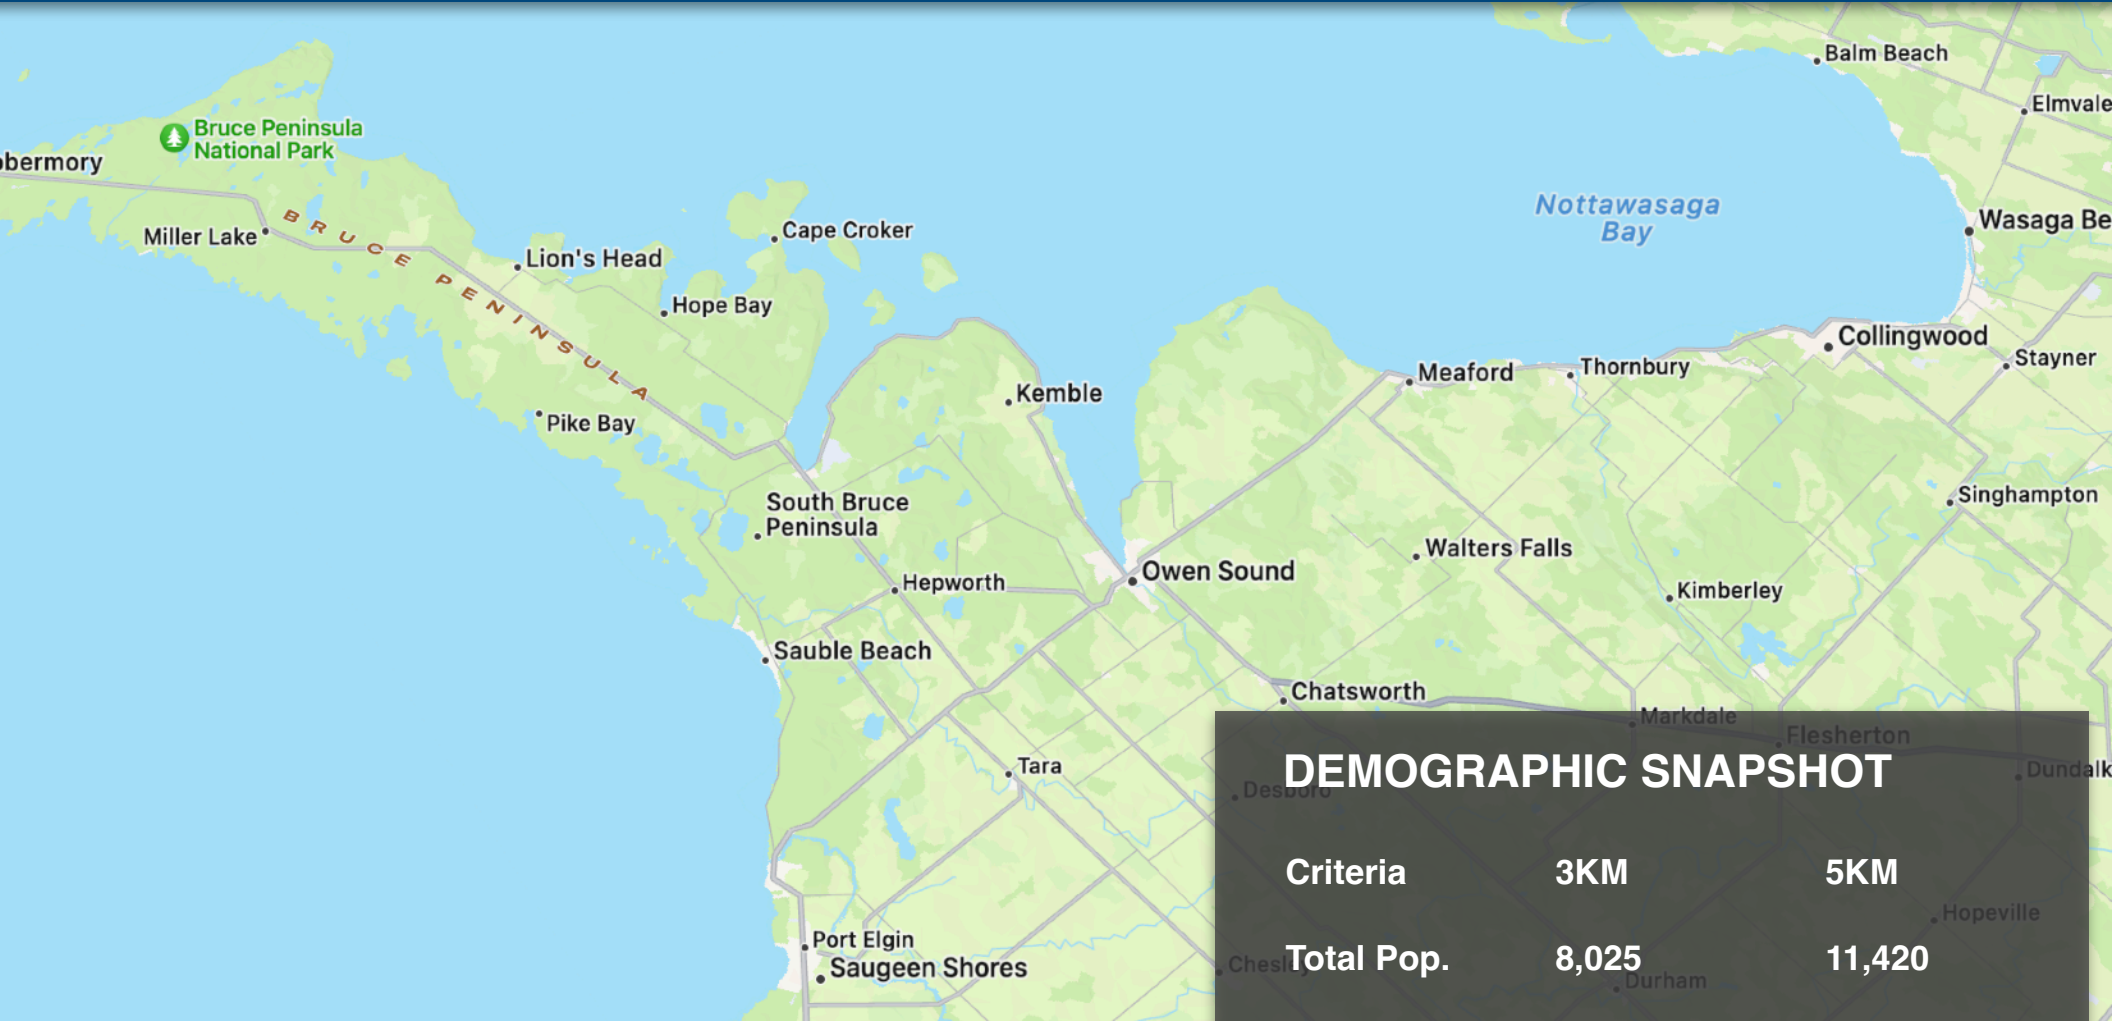 Balm Beach
Elmvale
Bruce Peninsula
National Park
bermory
Nottawasaga
Bay
Wasaga Be
Miller Lake
BRUCE PENINSULA
Cape Croker
Lion's Head
Hope Bay
Collingwood
Stayner
Meaford
Thornbury
Kemble
Pike Bay
South Bruce
Peninsula
Singhampton
Walters Falls
Owen Sound
Hepworth
Kimberley
Sauble Beach
Chatsworth
Markdale
Flesherton
Tara
Dundalk
DEMOGRAPHIC SNAPSHOT
Desboro
Criteria 3KM 5KM
Hopeville
Port Elgin
Saugeen Shores
Chesley
Total Pop. 8,025 11,420
Durham